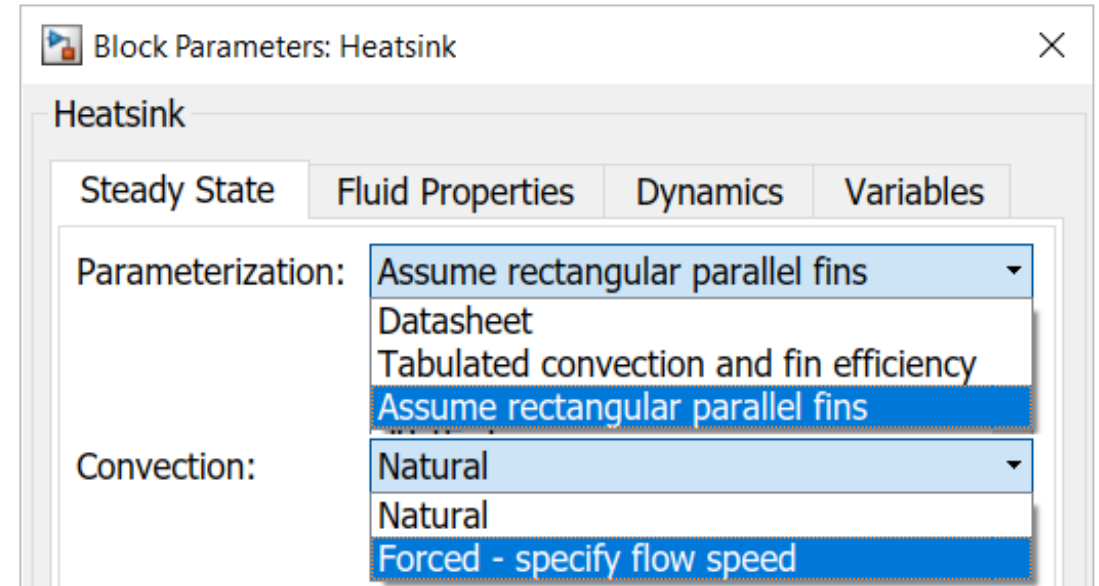 Block Parameters: Heatsink
Heatsink
Steady State Fluid Properties Dynamics Variables
Parameterization: Assume rectangular parallel fins
Datasheet
Tabulated convection and fin efficiency
Assume rectangular parallel fins
Convection: Natural
Natural
Forced - specify flow speed